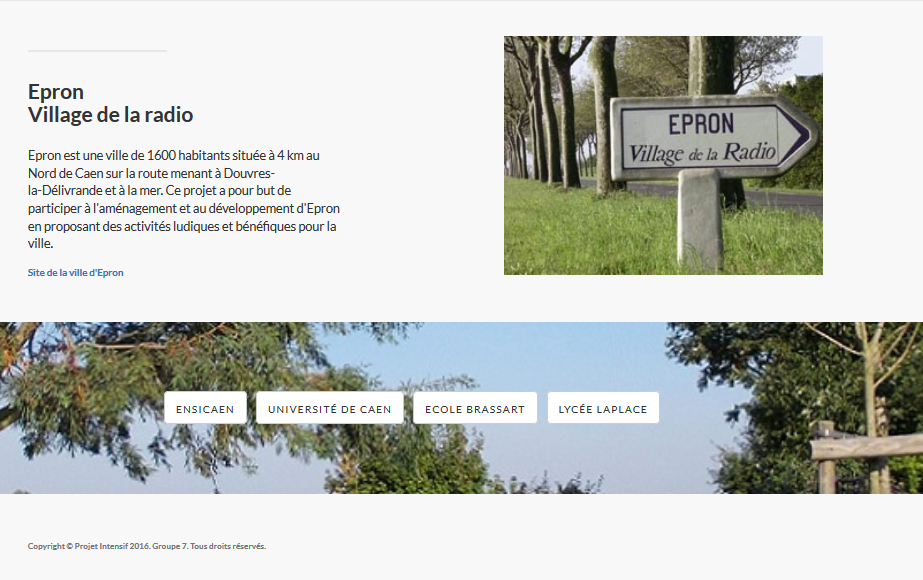 Epron
Village de la radio
Epron est une ville de 1600 habitants située à 4 km au
Nord de Caen sur la route menant à Douvres-
la-Délivrande et à la mer. Ce projet a pour but de
participer à l'aménagement et au développement d'Epron
en proposant des activités ludiques et bénéfiques pour la
ville.
Site de la ville d'Epron
EPRON
Village de la Radio
ENSICAEN
UNIVERSITÉ DE CAEN
ECOLE BRASSART
LYCÉE LAPLACE
Copyright © Projet Intensif 2016. Groupe 7. Tous droits réservés.